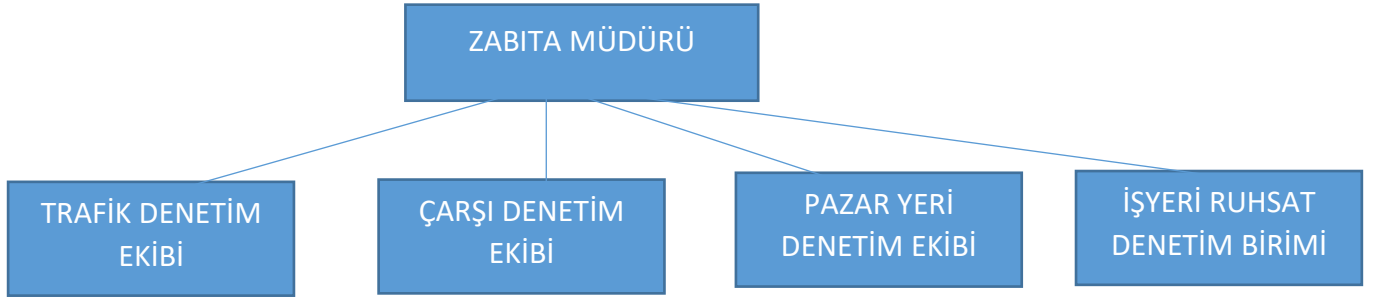 ZABITA MÜDÜRÜ
TRAFİK DENETİM
EKİBİ
ÇARŞI DENETİM
EKİBİ
PAZAR YERİ
DENETİM EKİBİ
İŞYERİ RUHSAT
DENETİM BİRİMİ